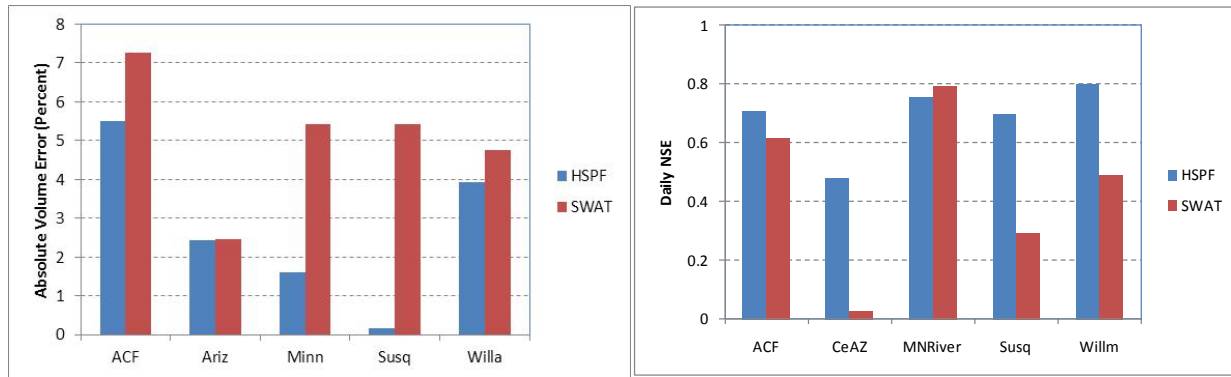 8
7
6
5
4
3
2
1
0
Absolute Volume Error (Percent)
ACF Ariz Minn Susq Willa
HSPF
SWAT
1
0.8
0.6
0.4
0.2
0
Daily NSE
ACF CeAZ MNRiver Susq Willm
HSPF
SWAT